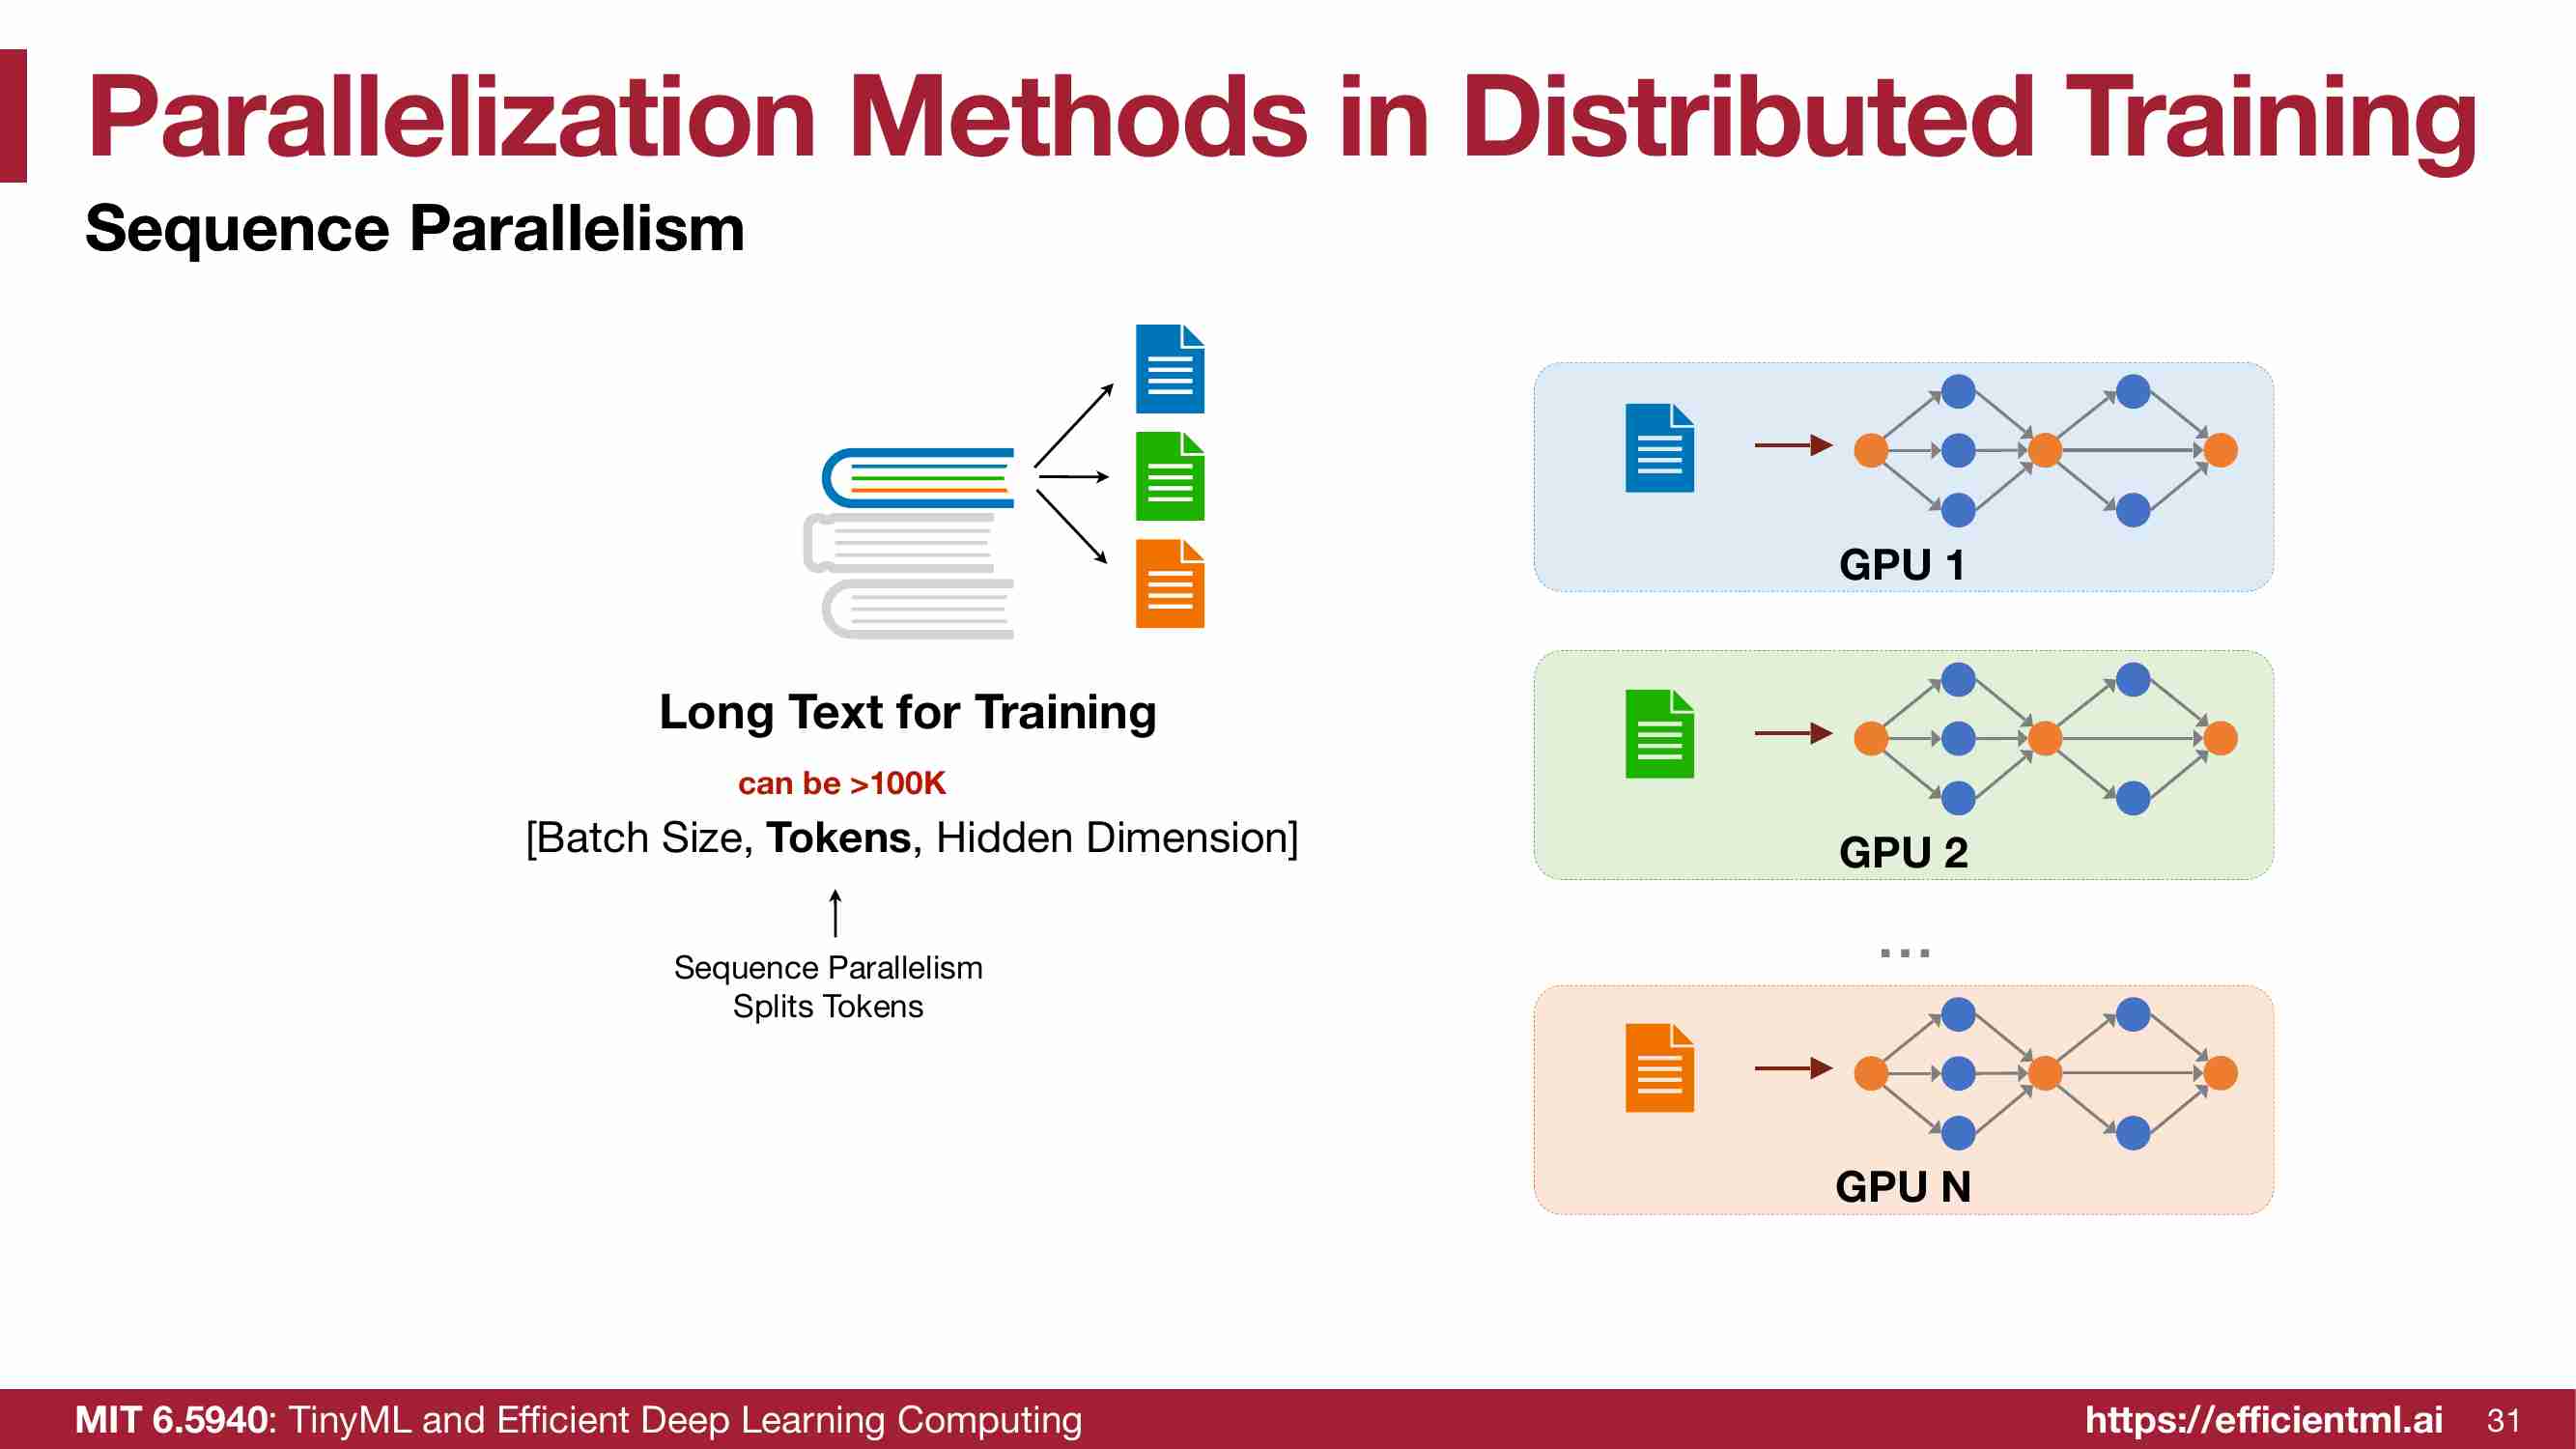 Parallelization Methods in Distributed Training
Sequence Parallelism
Long Text for Training
can be >100K
[Batch Size, Tokens, Hidden Dimension]
Sequence Parallelism
Splits Tokens
GPU 1
GPU 2
...
GPU N
MIT 6.5940: TinyML and Efficient Deep Learning Computing
https://efficientml.ai 31